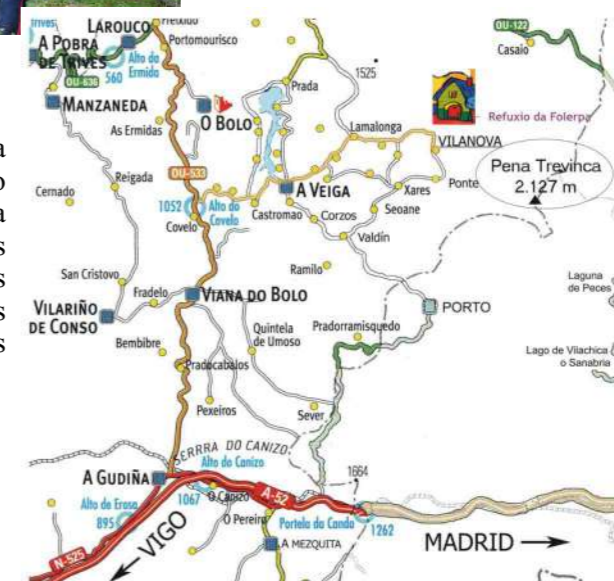 LAROUCO
Freixido
Trives
A POBRA
DE TRIVES
OU-636
560
Alto da
Ermida
Portomourisco
OU-122
Casaio
MANZANEDA
As Ermidas
O BOLO
Prada
1525
Refuxio da Folerpa
Lamalonga
VILANOVA
Pena Trevinca
2.127 m
Cernado
Reigada
OU-533
1052
Alto do
Covelo
Covelo
Castromao
A VEIGA
Corzos
Seoane
Xares
Ponte
Valdín
San Cristovo
Fradelo
VIANA DO BOLO
Ramilo
Laguna
de Peces
PORTO
VILARIÑO
DE CONSO
Bembibre
Quintela
de Umoso
Pradorramisquedo
Lago de Vilachica
o Sanabria
Pradocabalos
Pexeiros
Sever
SERRRA DO CANIZO
Alto do Canizo
A GUDIÑA
1067
O Canizo
A-52
1664
Alto de Erosa
895
O Pereiro
Portela da Canda
1262
A MEZQUITA
N-525
VIGO
MADRID
a
o
a
s
s
s
s